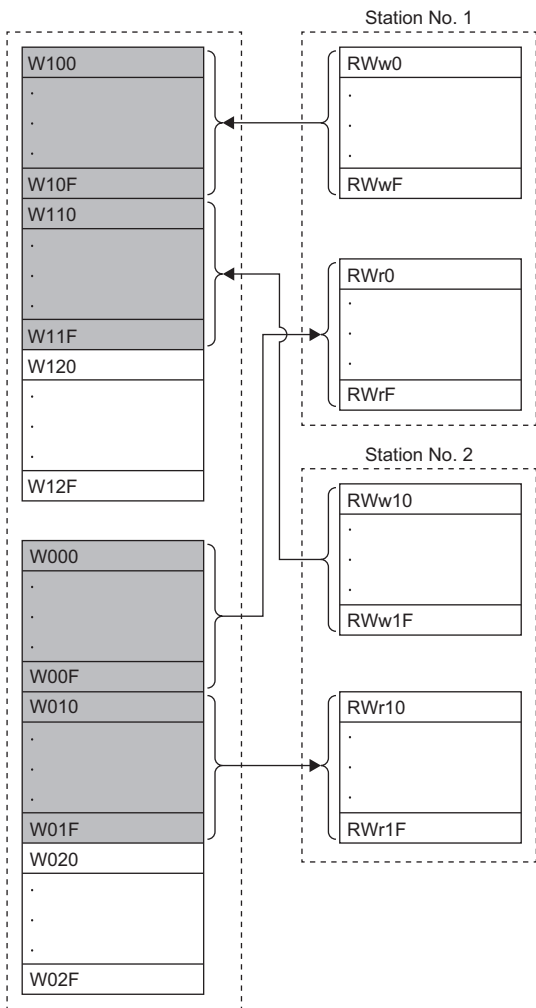 W100
.
.
.
W10F
W110
.
.
.
W11F
W120
.
.
.
W12F
W000
.
.
.
W00F
W010
.
.
.
W01F
W020
.
.
.
W02F
Station No. 1
RWw0
.
.
.
RWwF
RWr0
.
.
.
RWrF
Station No. 2
RWw10
.
.
.
RWw1F
RWr10
.
.
.
RWr1F